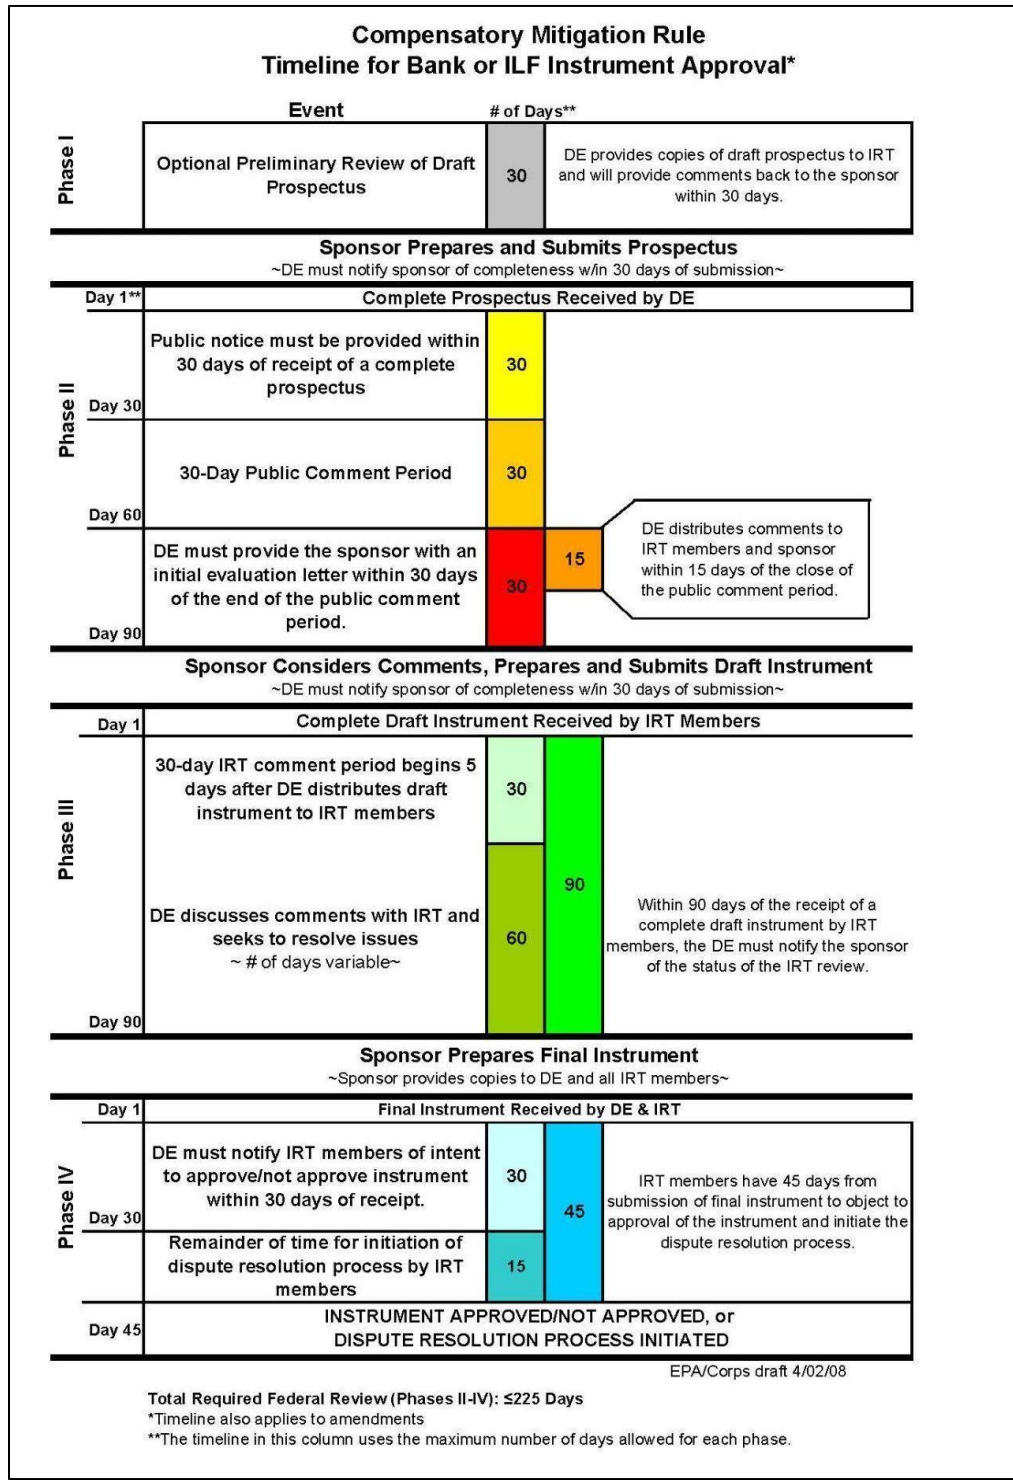 Compensatory Mitigation Rule
Timeline for Bank or ILF Instrument Approval*
Event
# of Days**
Phase I
Optional Preliminary Review of Draft
Prospectus
30
DE provides copies of draft prospectus to IRT
and will provide comments back to the sponsor
within 30 days.
Sponsor Prepares and Submits Prospectus
~DE must notify sponsor of completeness w/in 30 days of submission~
Phase II
Day 1**
Complete Prospectus Received by DE
Public notice must be provided within
30 days of receipt of a complete
prospectus
30
Day 30
30-Day Public Comment Period
30
Day 60
DE must provide the sponsor with an
initial evaluation letter within 30 days
of the end of the public comment
period.
30
15
DE distributes comments to
IRT members and sponsor
within 15 days of the close of
the public comment period.
Day 90
Sponsor Considers Comments, Prepares and Submits Draft Instrument
~DE must notify sponsor of completeness w/in 30 days of submission~
Phase III
Day 1
Complete Draft Instrument Received by IRT Members
30-day IRT comment period begins 5
days after DE distributes draft
instrument to IRT members
30
90
DE discusses comments with IRT and
seeks to resolve issues
~ # of days variable~
60
Within 90 days of the receipt of a
complete draft instrument by IRT
members, the DE must notify the sponsor
of the status of the IRT review.
Day 90
Sponsor Prepares Final Instrument
~Sponsor provides copies to DE and all IRT members~
Phase IV
Day 1
Final Instrument Received by DE & IRT
DE must notify IRT members of intent
to approve/not approve instrument
within 30 days of receipt.
30
45
IRT members have 45 days from
submission of final instrument to object to
approval of the instrument and initiate the
dispute resolution process.
Day 30
Remainder of time for initiation of
dispute resolution process by IRT
members
15
Day 45
INSTRUMENT APPROVED/NOT APPROVED, or
DISPUTE RESOLUTION PROCESS INITIATED
EPA/Corps draft 4/02/08
Total Required Federal Review (Phases II-IV): ≤225 Days
*Timeline also applies to amendments
**The timeline in this column uses the maximum number of days allowed for each phase.